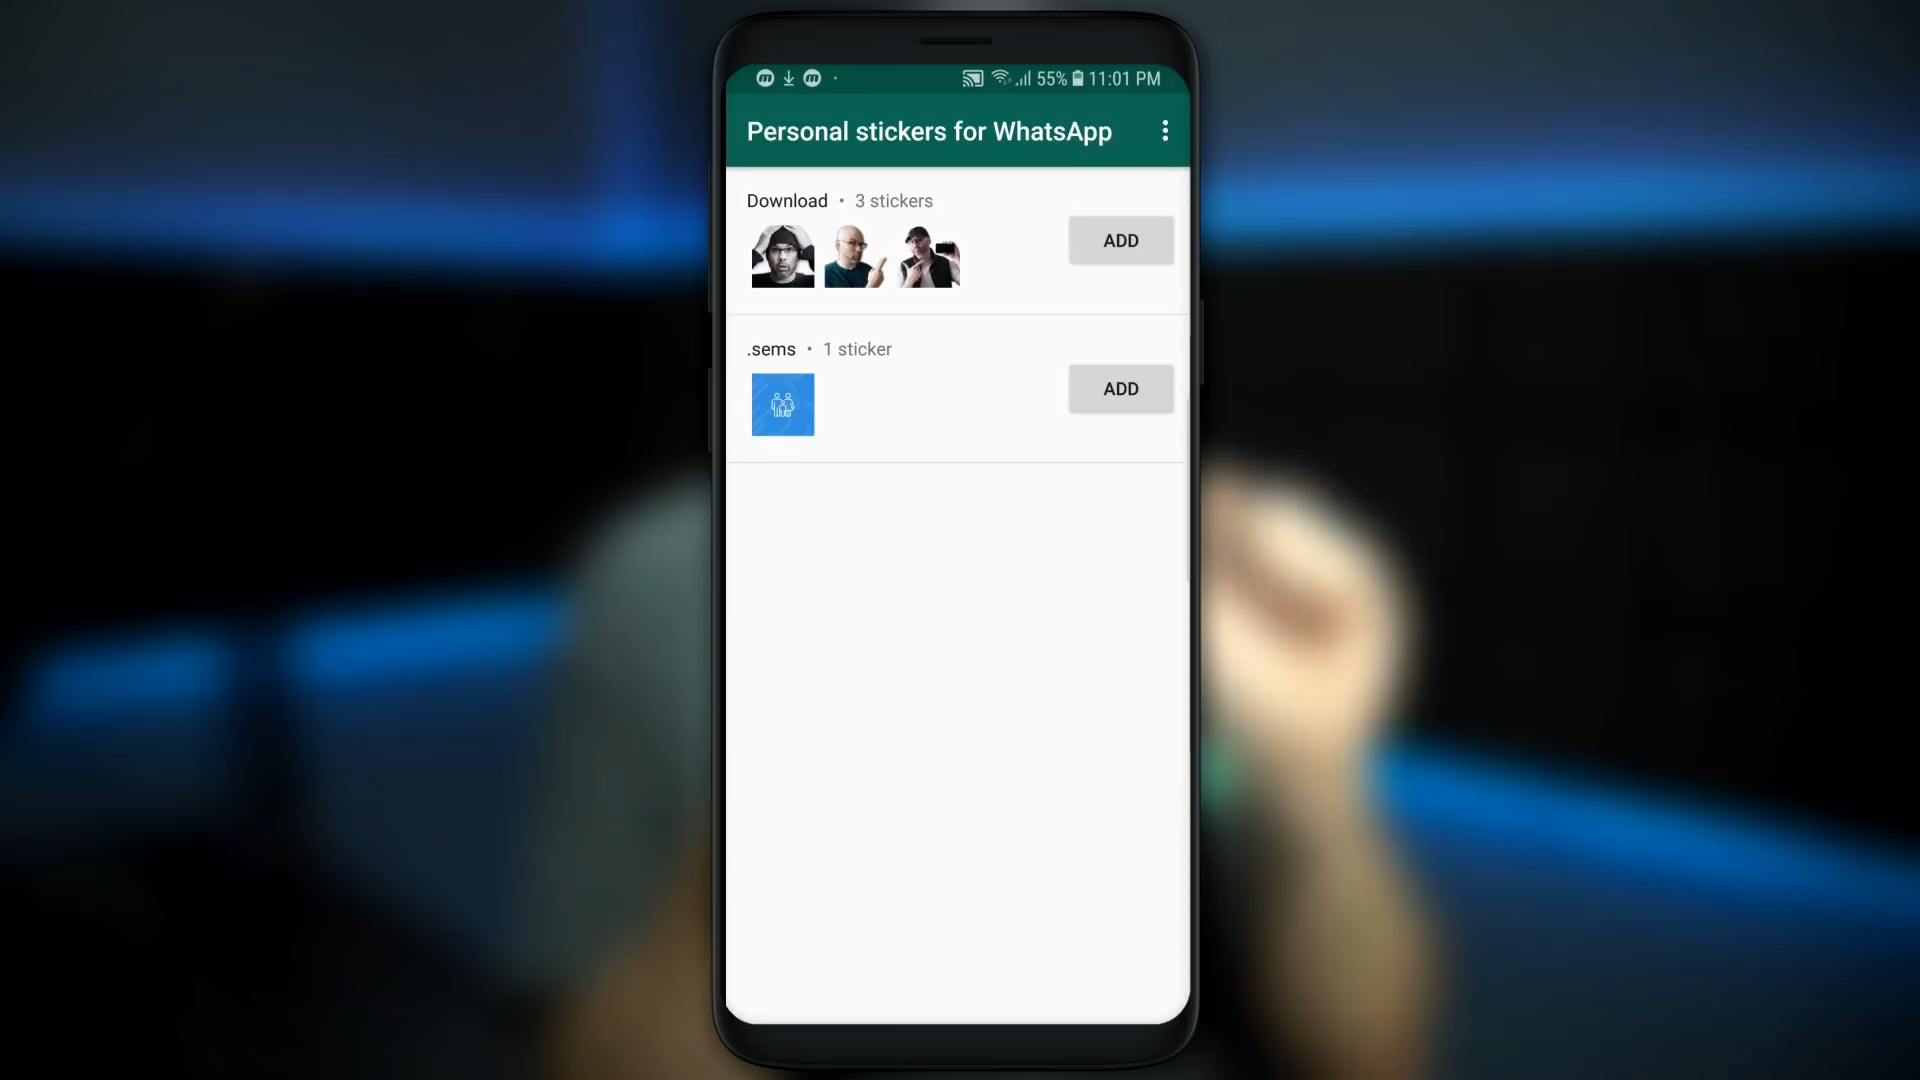 55% 11:01 PM
Personal stickers for WhatsApp
Download • 3 stickers
ADD
.sems • 1 sticker
ADD